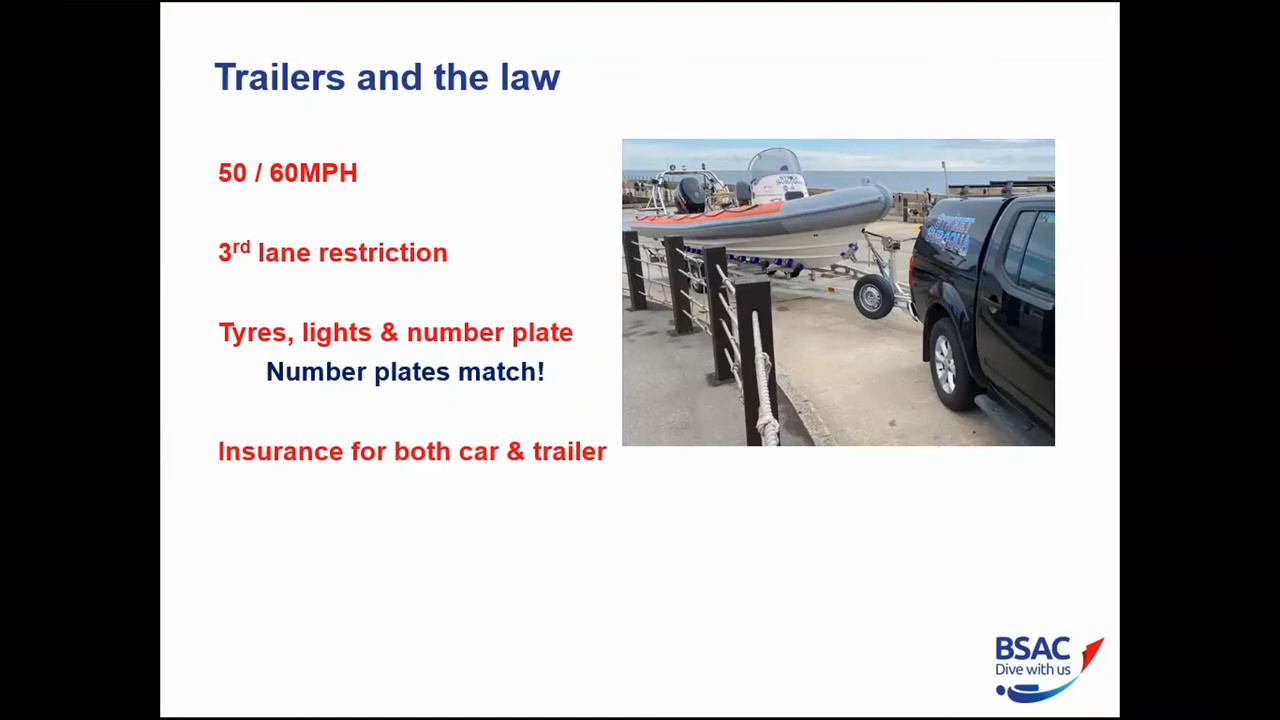 Trailers and the law
50 / 60MPH
3rd lane restriction
Tyres, lights & number plate
Number plates match!
Insurance for both car & trailer
BSAC
Dive with us